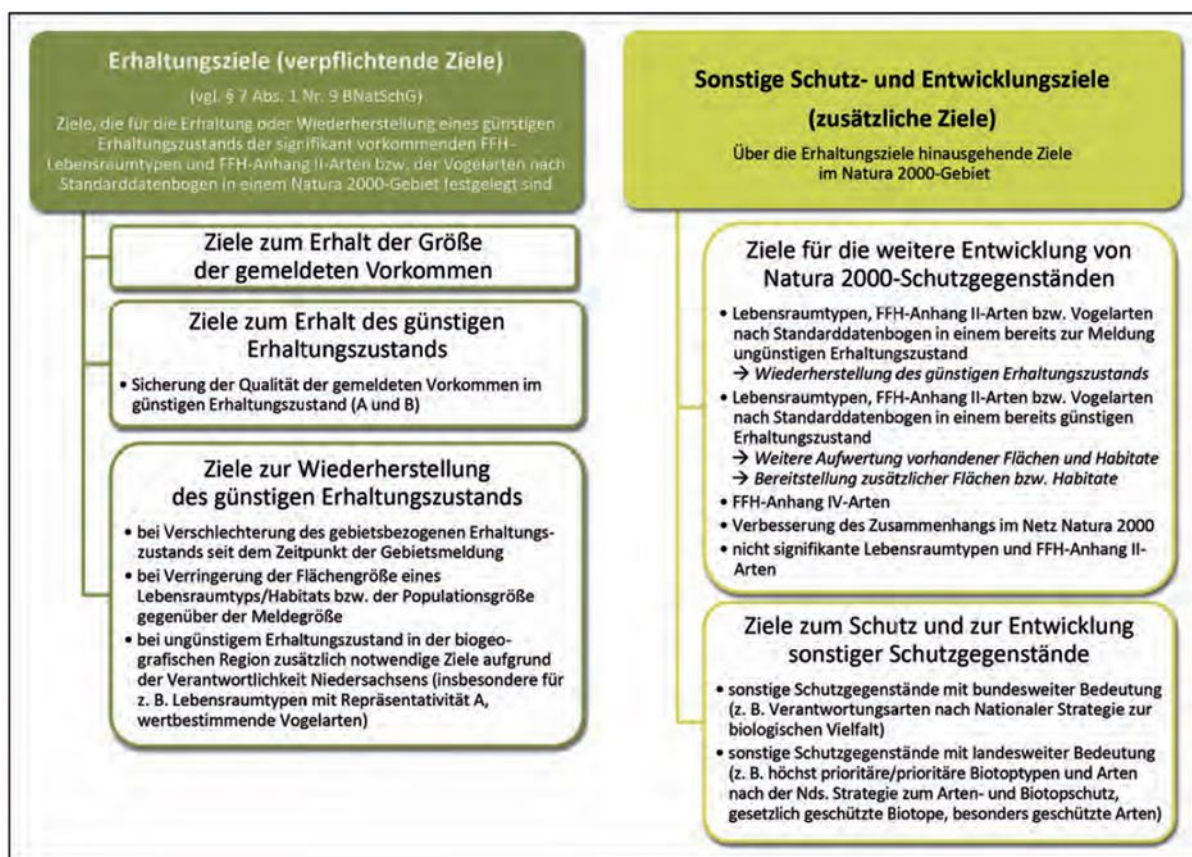 Erhaltungsziele (verpflichtende Ziele)
(vgl. § 7 Abs. 1 Nr. 9 BNatSchG)
Ziele, die für die Erhaltung oder Wiederherstellung eines günstigen
Erhaltungszustands der signifikant vorkommenden FFH-
Lebensraumtypen und FFH-Anhang II-Arten bzw. der Vogelarten nach
Standarddatenbogen in einem Natura 2000-Gebiet festgelegt sind
Ziele zum Erhalt der Größe
der gemeldeten Vorkommen
Ziele zum Erhalt des günstigen
Erhaltungszustands
• Sicherung der Qualität der gemeldeten Vorkommen im
günstigen Erhaltungszustand (A und B)
Ziele zur Wiederherstellung
des günstigen Erhaltungszustands
• bei Verschlechterung des gebietsbezogenen Erhaltungs-
zustands seit dem Zeitpunkt der Gebietsmeldung
• bei Verringerung der Flächengröße eines
Lebensraumtyps/Habitats bzw. der Populationsgröße
gegenüber der Meldegröße
• bei ungünstigem Erhaltungszustand in der biogeo-
grafischen Region zusätzlich notwendige Ziele aufgrund
der Verantwortlichkeit Niedersachsens (insbesondere für
z. B. Lebensraumtypen mit Repräsentativität A,
wertbestimmende Vogelarten)
Sonstige Schutz- und Entwicklungsziele
(zusätzliche Ziele)
Über die Erhaltungsziele hinausgehende Ziele
im Natura 2000-Gebiet
Ziele für die weitere Entwicklung von
Natura 2000-Schutzgegenständen
• Lebensraumtypen, FFH-Anhang II-Arten bzw. Vogelarten
nach Standarddatenbogen in einem bereits zur Meldung
ungünstigen Erhaltungszustand
→ Wiederherstellung des günstigen Erhaltungszustands
• Lebensraumtypen, FFH-Anhang II-Arten bzw. Vogelarten
nach Standarddatenbogen in einem bereits günstigen
Erhaltungszustand
→ Weitere Aufwertung vorhandener Flächen und Habitate
→ Bereitstellung zusätzlicher Flächen bzw. Habitate
• FFH-Anhang IV-Arten
• Verbesserung des Zusammenhangs im Netz Natura 2000
• nicht signifikante Lebensraumtypen und FFH-Anhang II-
Arten
Ziele zum Schutz und zur Entwicklung
sonstiger Schutzgegenstände
• sonstige Schutzgegenstände mit bundesweiter Bedeutung
(z. B. Verantwortungsarten nach Nationaler Strategie zur
biologischen Vielfalt)
• sonstige Schutzgegenstände mit landesweiter Bedeutung
(z. B. höchst prioritäre/prioritäre Biotoptypen und Arten
nach der Nds. Strategie zum Arten- und Biotopschutz,
gesetzlich geschützte Biotope, besonders geschützte Arten)